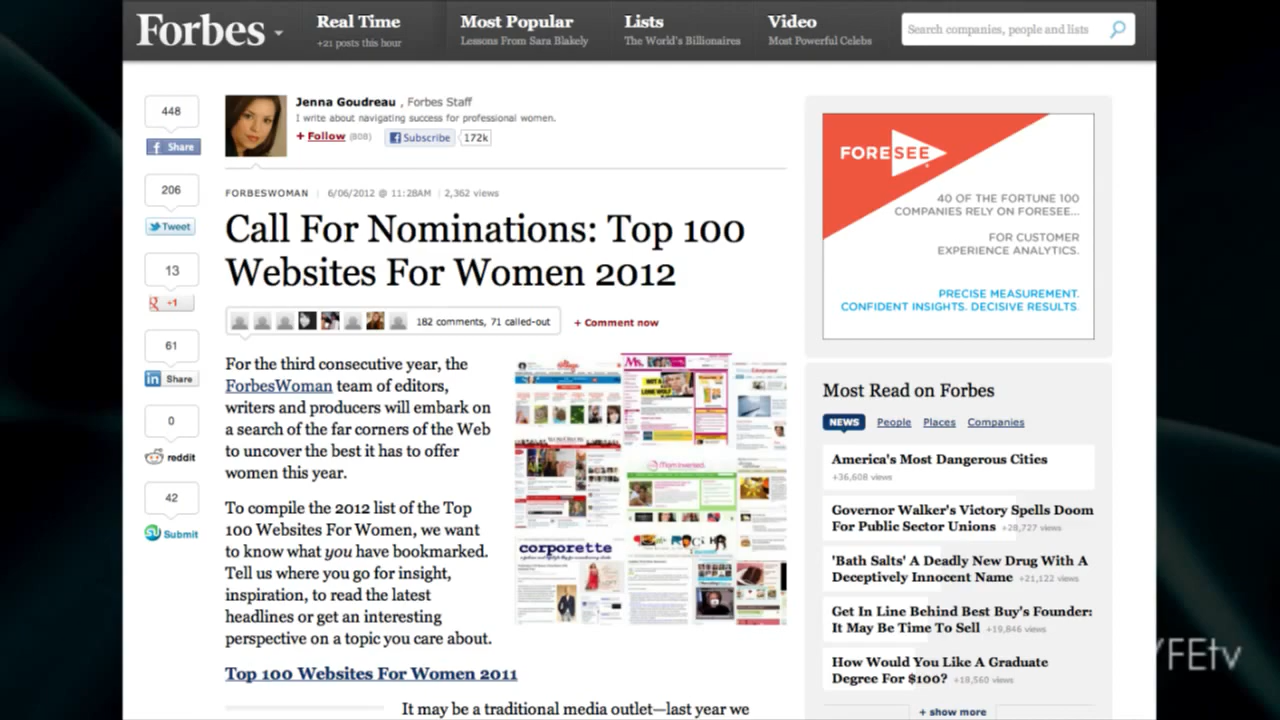 Forbes
Real Time
+21 posts this hour
Most Popular
Lessons From Sara Blakely
Lists
The World's Billionaires
Video
Most Powerful Celebs
Search companies, people and lists
448
Share
206
Tweet
13
+1
61
in Share
0
reddit
42
Submit
Jenna Goudreau , Forbes Staff
I write about navigating success for professional women.
+ Follow (808)
Subscribe 172k
FORBESWOMAN | 6/06/2012 @ 11:28AM | 2,362 views
Call For Nominations: Top 100
Websites For Women 2012
182 comments, 71 called-out
+ Comment now
For the third consecutive year, the
ForbesWoman team of editors,
writers and producers will embark on
a search of the far corners of the Web
to uncover the best it has to offer
women this year.
To compile the 2012 list of the Top
100 Websites For Women, we want
to know what you have bookmarked.
Tell us where you go for insight,
inspiration, to read the latest
headlines or get an interesting
perspective on a topic you care about.
Top 100 Websites For Women 2011
It may be a traditional media outlet—last year we
Ms.
Mom Invented
corporette
FORESEE
40 OF THE FORTUNE 100
COMPANIES RELY ON FORESEE...
FOR CUSTOMER
EXPERIENCE ANALYTICS.
PRECISE MEASUREMENT.
CONFIDENT INSIGHTS. DECISIVE RESULTS.
Most Read on Forbes
NEWS People Places Companies
America's Most Dangerous Cities
+36,608 views
Governor Walker's Victory Spells Doom
For Public Sector Unions +28,727 views
'Bath Salts' A Deadly New Drug With A
Deceptively Innocent Name +21,122 views
Get In Line Behind Best Buy's Founder:
It May Be Time To Sell +19,846 views
How Would You Like A Graduate
Degree For $100? +18,560 views
+ show more
/FEtv